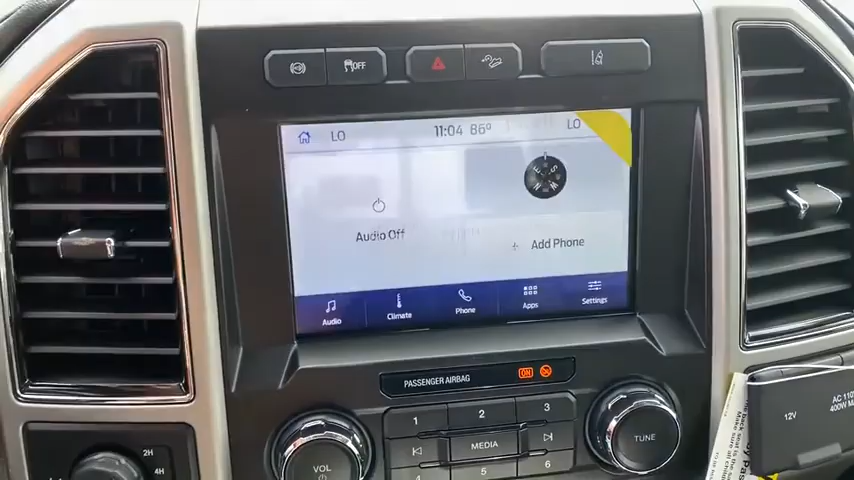 OFF
LO 11:04 86° LO
E S
N W
Audio Off
+ Add Phone
Audio Climate Phone Apps Settings
PASSENGER AIRBAG ON
1 2 3
MEDIA
4 5 6
VOL
TUNE
2H
4H
12V
400W